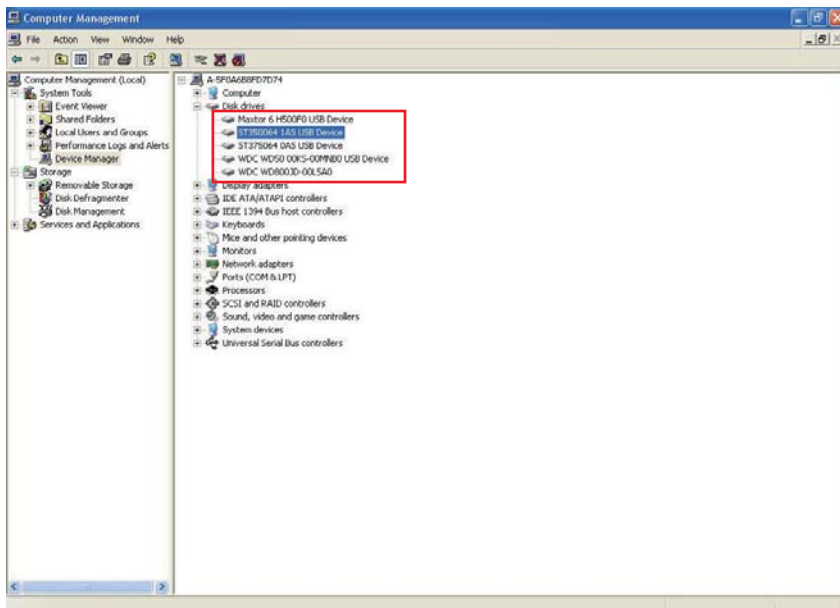 Computer Management
File Action View Window Help
Computer Management (Local)
System Tools
Event Viewer
Shared Folders
Local Users and Groups
Performance Logs and Alerts
Device Manager
Storage
Removable Storage
Disk Defragmenter
Disk Management
Services and Applications
A-5F0A6B8FD7D74
Computer
Disk drives
Maxtor 6 H500F0 USB Device
ST350064 1AS USB Device
ST375064 0AS USB Device
WDC WD50 00KS-00MNB0 USB Device
WDC WD800JD-00LSA0
Display adapters
IDE ATA/ATAPI controllers
IEEE 1394 Bus host controllers
Keyboards
Mice and other pointing devices
Monitors
Network adapters
Ports (COM & LPT)
Processors
SCSI and RAID controllers
Sound, video and game controllers
System devices
Universal Serial Bus controllers